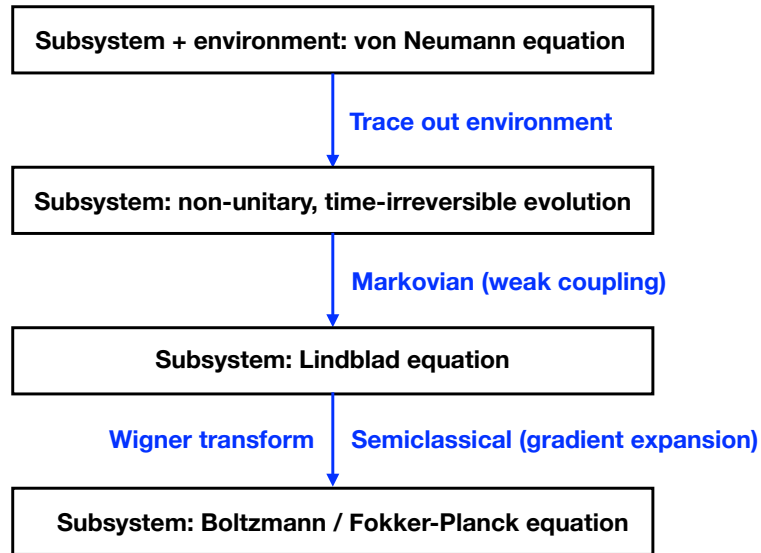 Subsystem + environment: von Neumann equation
Trace out environment
Subsystem: non-unitary, time-irreversible evolution
Markovian (weak coupling)
Subsystem: Lindblad equation
Wigner transform
Semiclassical (gradient expansion)
Subsystem: Boltzmann / Fokker-Planck equation